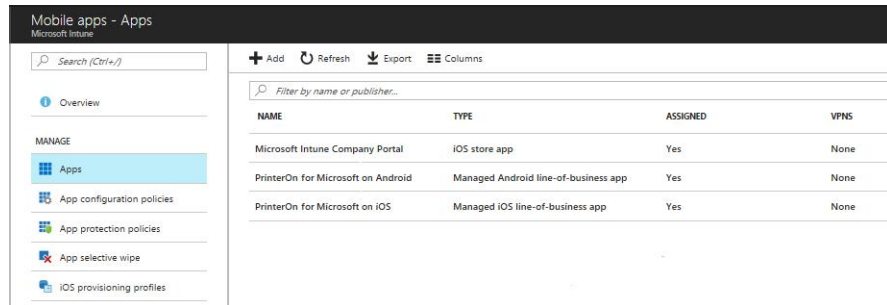 Mobile apps - Apps
Microsoft Intune
Search (Ctrl+/)
Overview
MANAGE
Apps
App configuration policies
App protection policies
App selective wipe
iOS provisioning profiles
Add Refresh Export Columns
Filter by name or publisher...
NAME TYPE ASSIGNED VPNS
Microsoft Intune Company Portal iOS store app Yes None
PrinterOn for Microsoft on Android Managed Android line-of-business app Yes None
PrinterOn for Microsoft on iOS Managed iOS line-of-business app Yes None